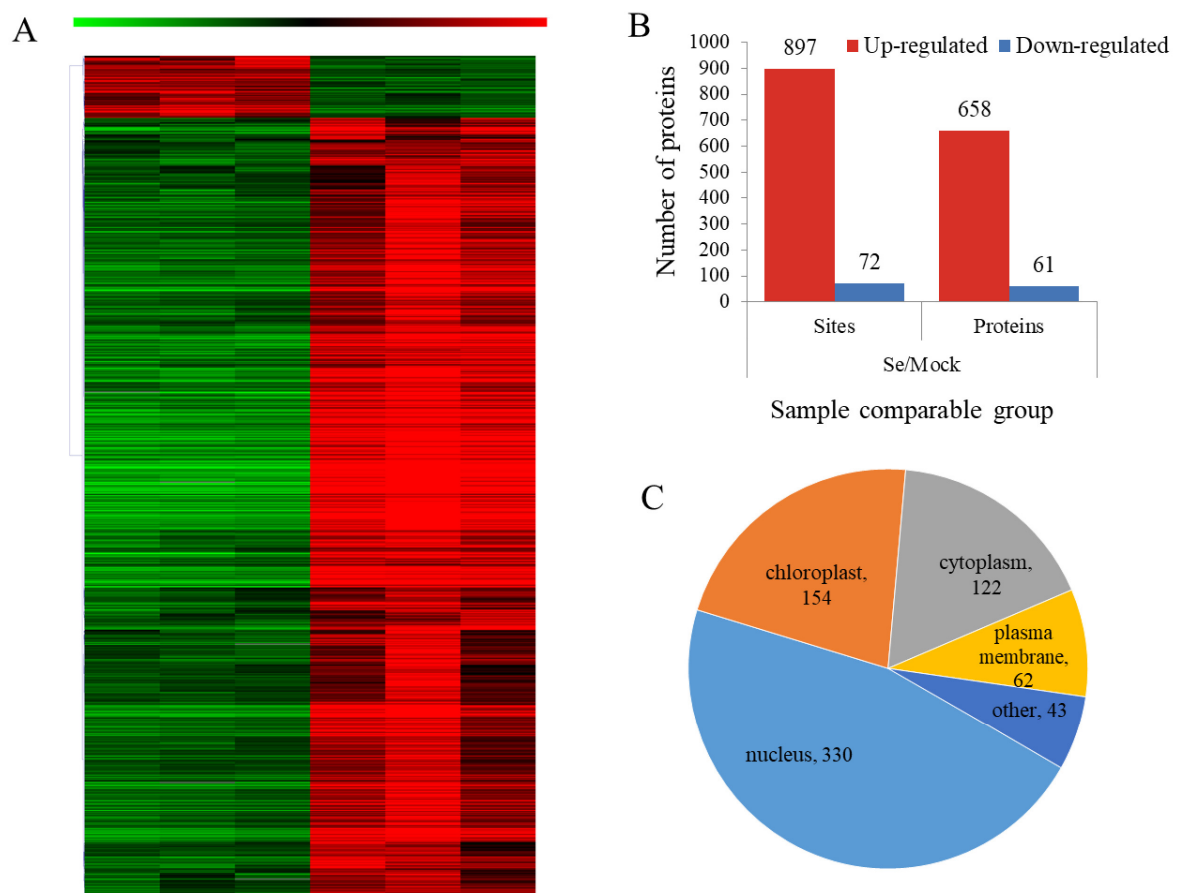 A
B
Up-regulated
Down-regulated
Number of proteins
1000
900
800
700
600
500
400
300
200
100
0
897
72
658
61
Sites
Proteins
Se/Mock
Sample comparable group
C
chloroplast,
154
cytoplasm,
122
plasma
membrane,
62
other, 43
nucleus, 330